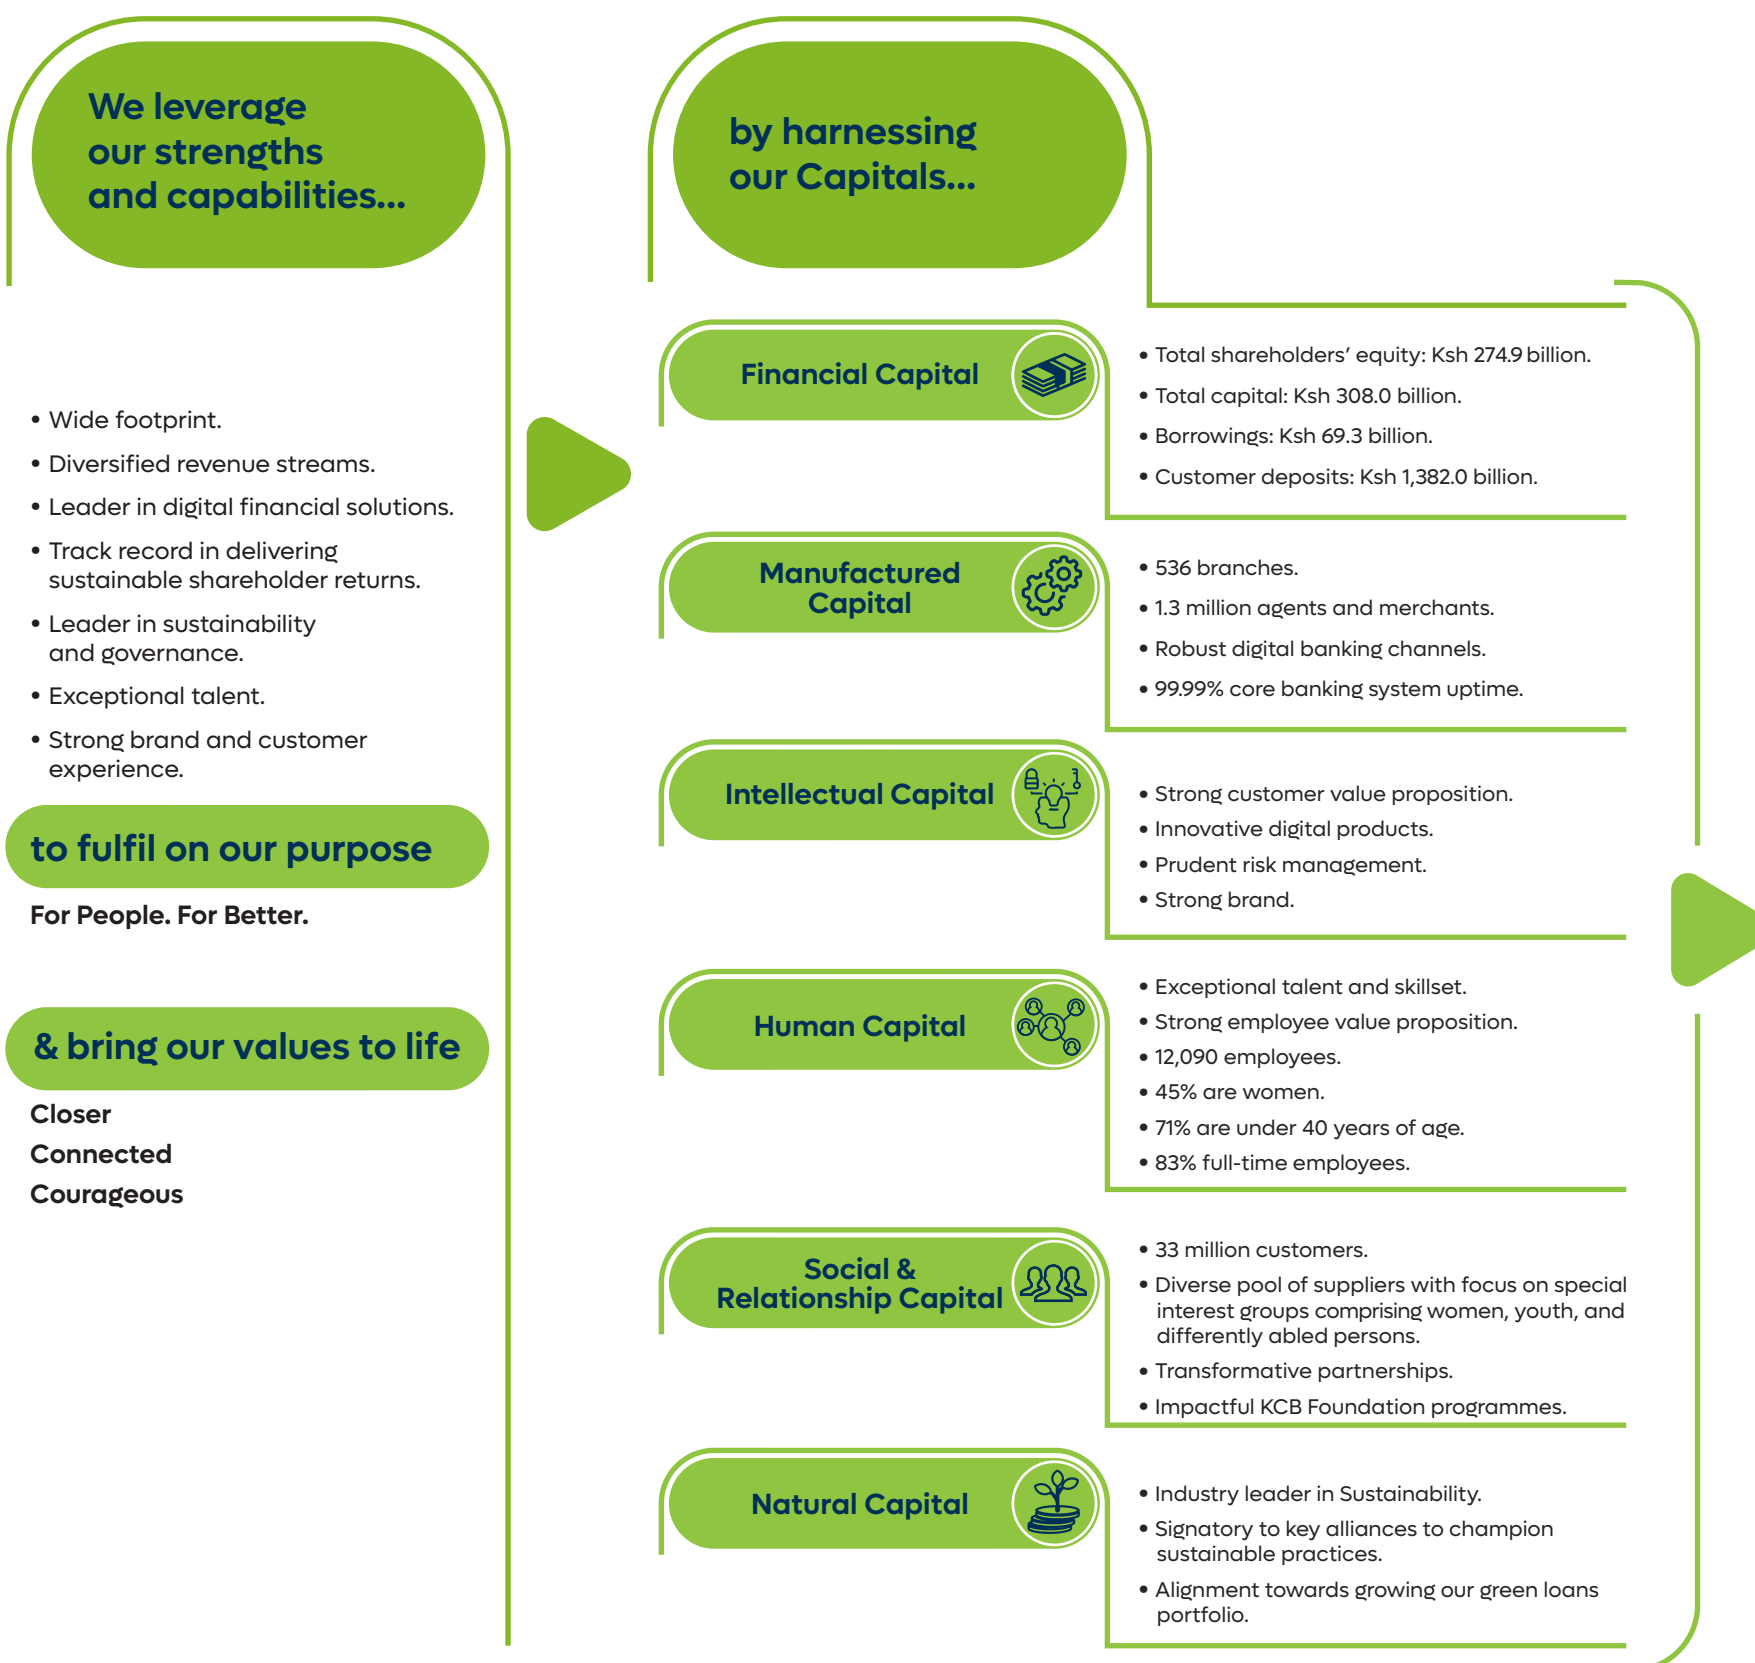 We leverage
our strengths
and capabilities...
• Wide footprint.
• Diversified revenue streams.
• Leader in digital financial solutions.
• Track record in delivering
sustainable shareholder returns.
• Leader in sustainability
and governance.
• Exceptional talent.
• Strong brand and customer
experience.
to fulfil on our purpose
For People. For Better.
& bring our values to life
Closer
Connected
Courageous
by harnessing
our Capitals...
Financial Capital
• Total shareholders’ equity: Ksh 274.9 billion.
• Total capital: Ksh 308.0 billion.
• Borrowings: Ksh 69.3 billion.
• Customer deposits: Ksh 1,382.0 billion.
Manufactured
Capital
• 536 branches.
• 1.3 million agents and merchants.
• Robust digital banking channels.
• 99.99% core banking system uptime.
Intellectual Capital
• Strong customer value proposition.
• Innovative digital products.
• Prudent risk management.
• Strong brand.
Human Capital
• Exceptional talent and skillset.
• Strong employee value proposition.
• 12,090 employees.
• 45% are women.
• 71% are under 40 years of age.
• 83% full-time employees.
Social &
Relationship Capital
• 33 million customers.
• Diverse pool of suppliers with focus on special
interest groups comprising women, youth, and
differently abled persons.
• Transformative partnerships.
• Impactful KCB Foundation programmes.
Natural Capital
• Industry leader in Sustainability.
• Signatory to key alliances to champion
sustainable practices.
• Alignment towards growing our green loans
portfolio.